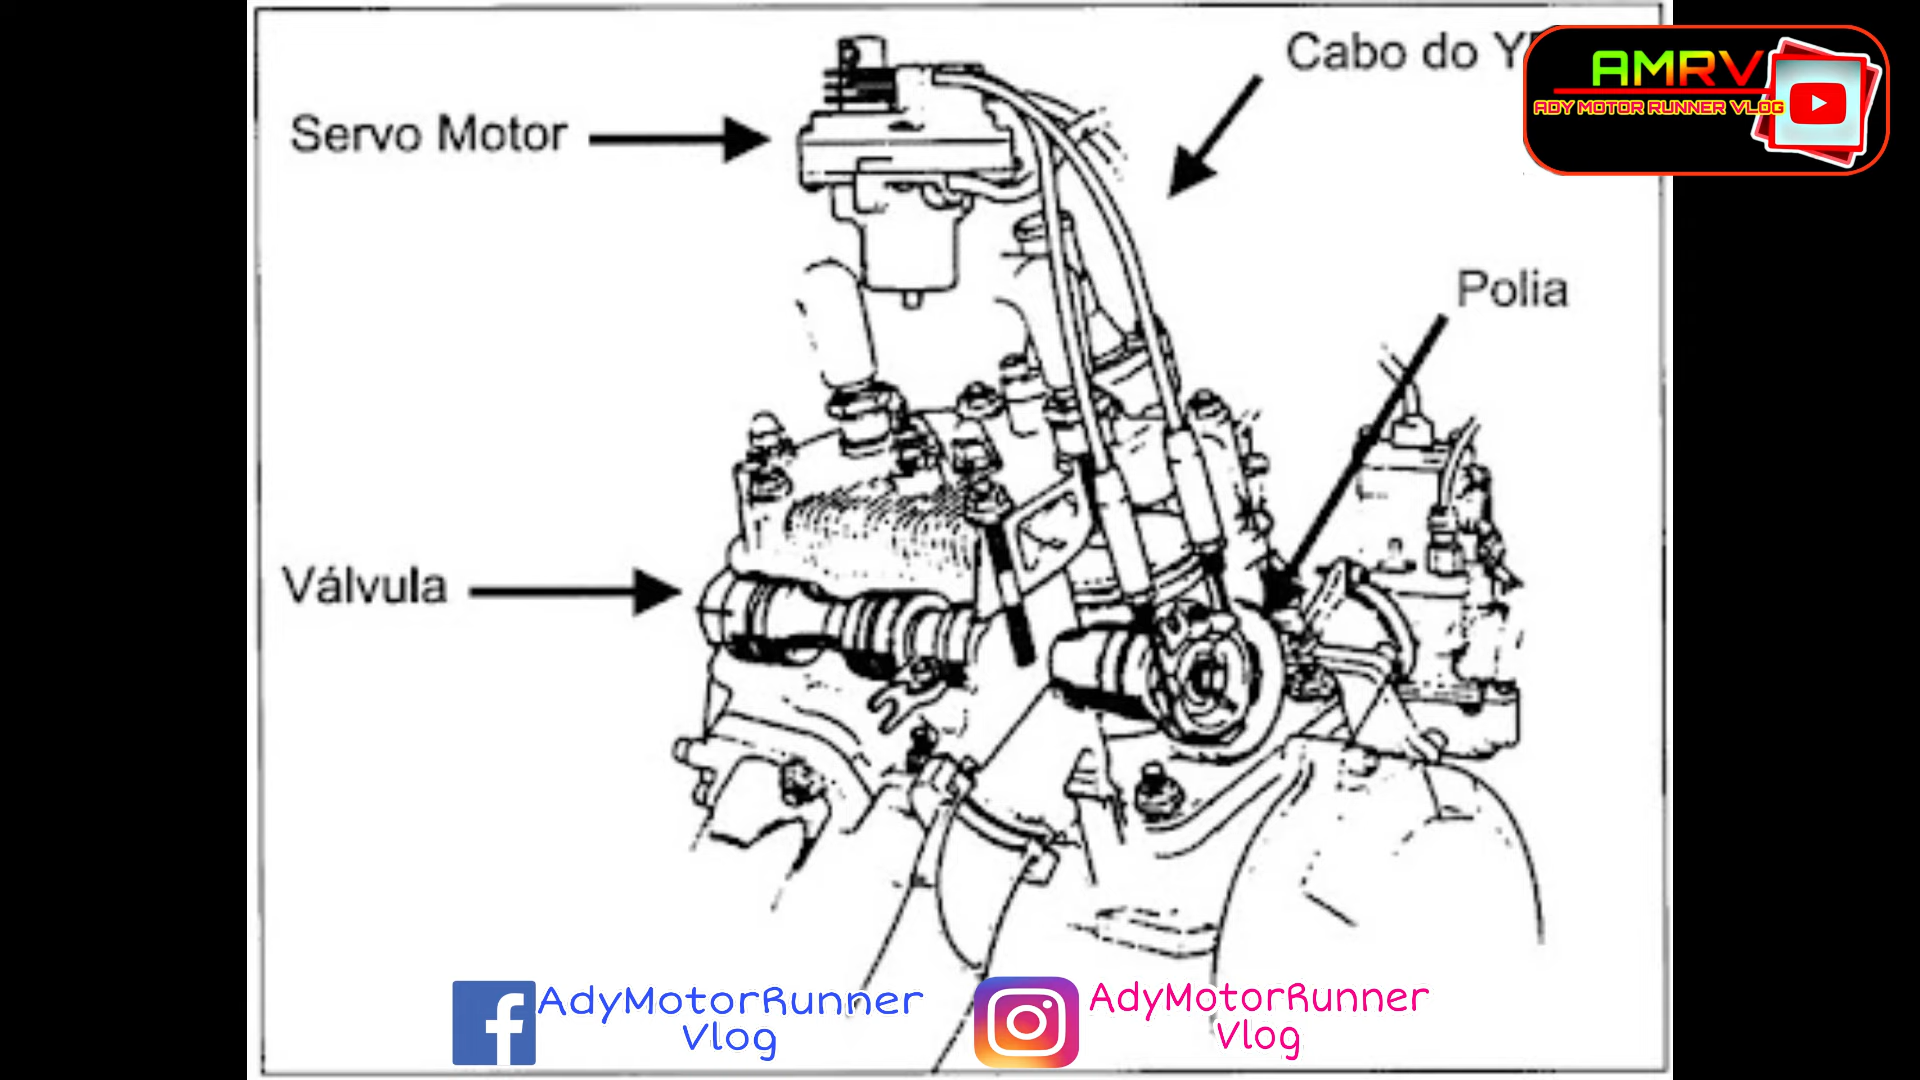 Cabo do
AMRV
ADY MOTOR RUNNER VLOG
Servo Motor
Polia
Válvula
AdyMotorRunner
Vlog
AdyMotorRunner
Vlog